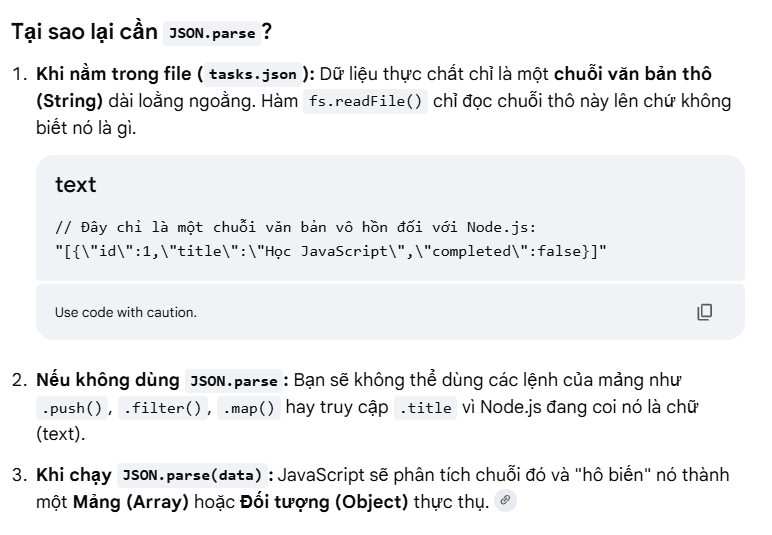 Tại sao lại cần JSON.parse?
1. Khi nằm trong file (tasks.json): Dữ liệu thực chất chỉ là một chuỗi văn bản thô
(String) dài loằng ngoằng. Hàm fs.readFile() chỉ đọc chuỗi thô này lên chứ không
biết nó là gì.
text
// Đây chỉ là một chuỗi văn bản vô hồn đối với Node.js:
"[{\"id\":1,\"title\":\"Học JavaScript\",\"completed\":false}]"
Use code with caution.
2. Nếu không dùng JSON.parse: Bạn sẽ không thể dùng các lệnh của mảng như
.push(), .filter(), .map() hay truy cập .title vì Node.js đang coi nó là chữ
(text).
3. Khi chạy JSON.parse(data): JavaScript sẽ phân tích chuỗi đó và "hô biến" nó thành
một Mảng (Array) hoặc Đối tượng (Object) thực thụ.